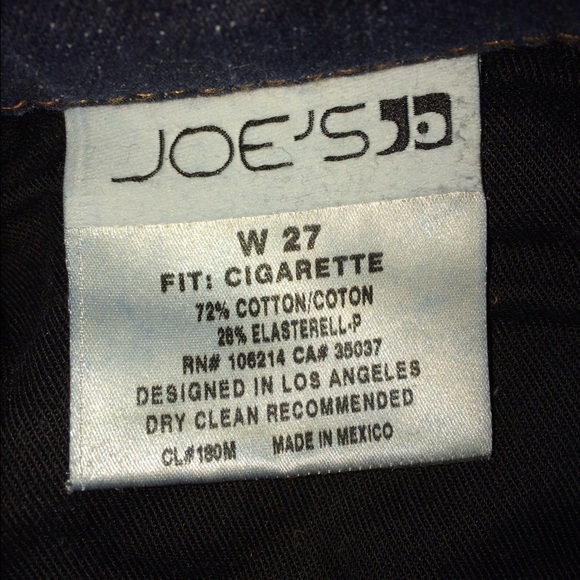 JOE'S
W 27
FIT: CIGARETTE
72% COTTON/COTON
28% ELASTERELL-P
RN# 106214 CA# 35037
DESIGNED IN LOS ANGELES
DRY CLEAN RECOMMENDED
CL#180M MADE IN MEXICO